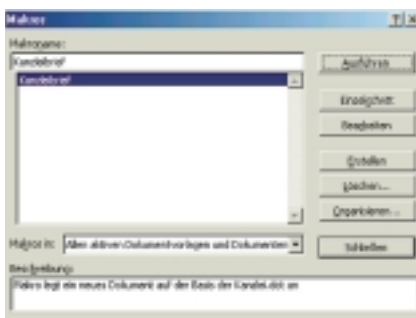 Makros
Makroname:
Kanzleibrief
Kanzleibrief
Ausführen
Einzelschritt
Bearbeiten
Erstellen
Löschen...
Organisieren...
Makros in: Allen aktiven Dokumentvorlagen und Dokumenten
Schließen
Beschreibung:
Makro legt ein neues Dokument auf der Basis der Kanzlei.dot an